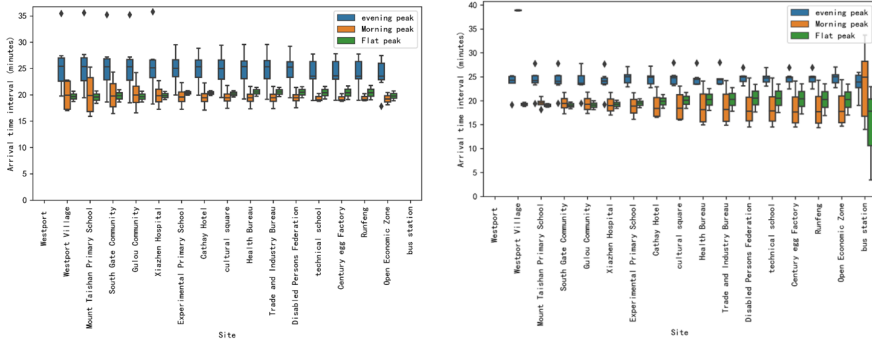 35
30
25
20
15
10
5
0
Arrival time interval (minutes)
evening peak
Morning peak
Flat peak
Westport
Westport Village
Mount Taishan Primary School
South Gate Community
Gulou Community
Xiazhen Hospital
Experimental Primary School
Cathay Hotel
cultural square
Health Bureau
Trade and Industry Bureau
Disabled Persons Federation
technical school
Century egg Factory
Runfeng
Open Economic Zone
bus station
Site
40
35
30
25
20
15
10
5
0
Arrival time interval (minutes)
evening peak
Morning peak
Flat peak
Westport
Westport Village
Mount Taishan Primary School
South Gate Community
Gulou Community
Xiazhen Hospital
Experimental Primary School
Cathay Hotel
cultural square
Health Bureau
Trade and Industry Bureau
Disabled Persons Federation
technical school
Century egg Factory
Runfeng
Open Economic Zone
bus station
Site